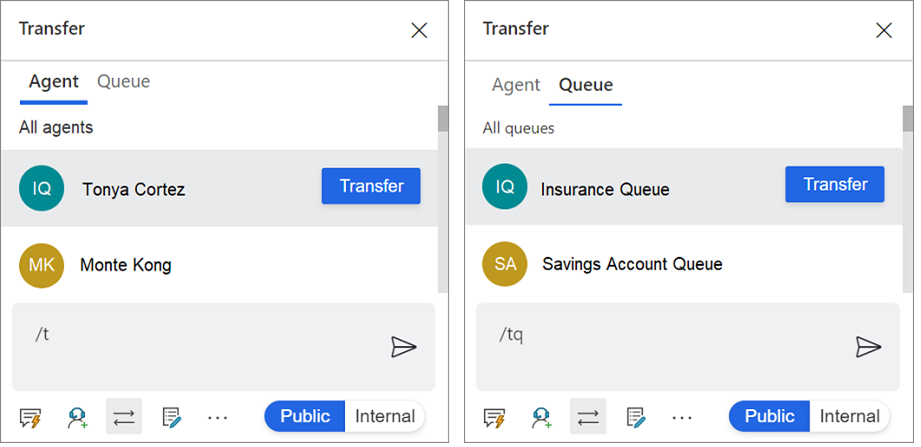 Transfer
Agent Queue
All agents
IQ Tonya Cortez Transfer
MK Monte Kong
/t
Public Internal
Transfer
Agent Queue
All queues
IQ Insurance Queue Transfer
SA Savings Account Queue
/tq
Public Internal